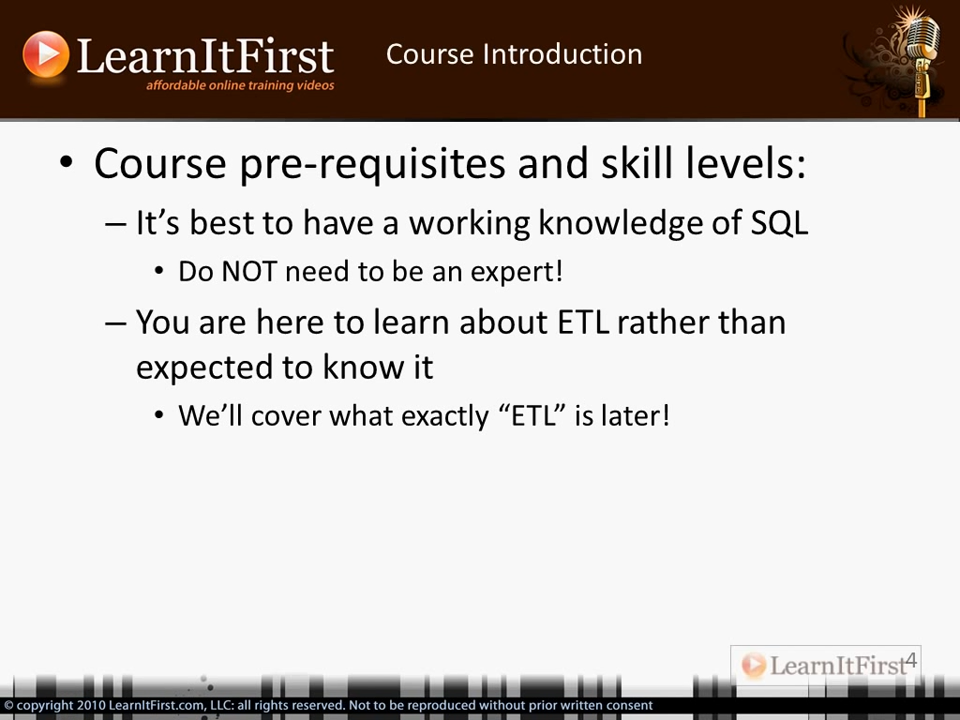 LearnItFirst
affordable online training videos
Course Introduction
• Course pre-requisites and skill levels:
– It’s best to have a working knowledge of SQL
• Do NOT need to be an expert!
– You are here to learn about ETL rather than
expected to know it
• We’ll cover what exactly “ETL” is later!
LearnItFirst
4
© copyright 2010 LearnItFirst.com, LLC: all rights reserved. Not to be reproduced without prior written consent